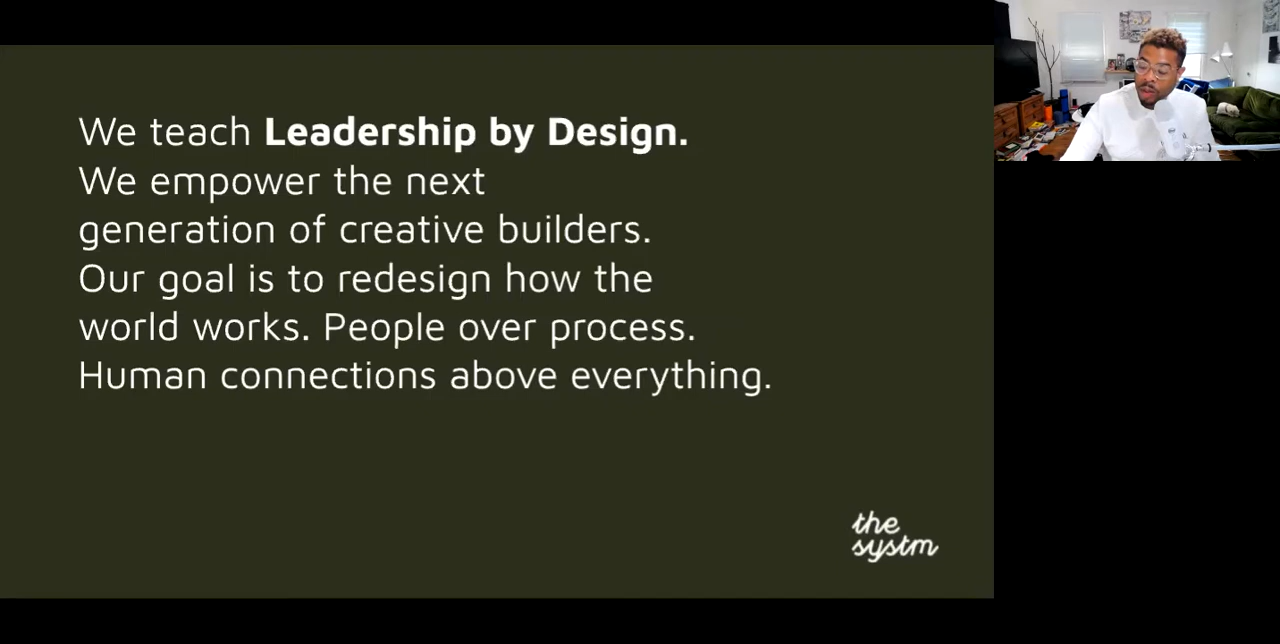 We teach Leadership by Design.
We empower the next
generation of creative builders.
Our goal is to redesign how the
world works. People over process.
Human connections above everything.
the
systm